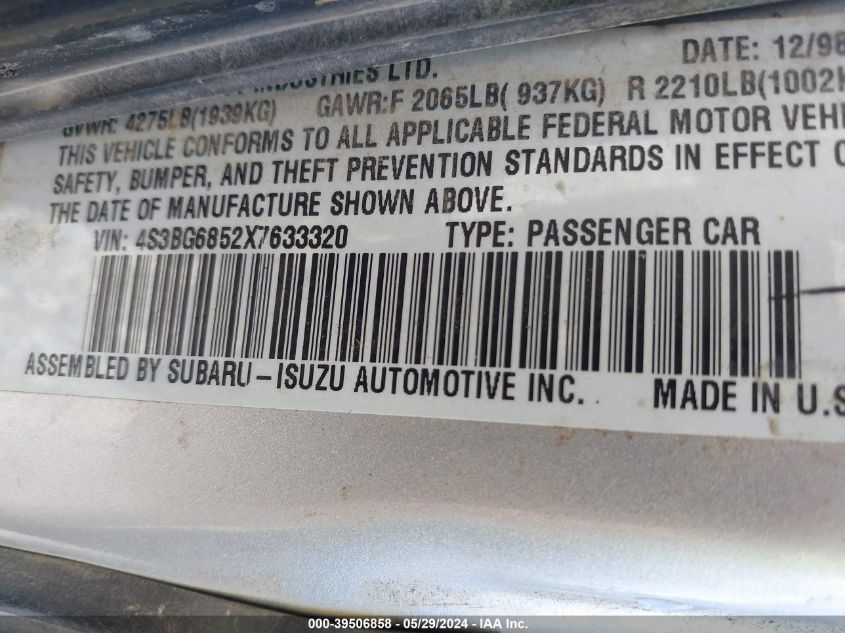 DATE: 12/98
INDUSTRIES LTD.
GVWR: 4275LB(1939KG) GAWR:F 2065LB( 937KG) R 2210LB(1002K
THIS VEHICLE CONFORMS TO ALL APPLICABLE FEDERAL MOTOR VEHI
SAFETY, BUMPER, AND THEFT PREVENTION STANDARDS IN EFFECT O
THE DATE OF MANUFACTURE SHOWN ABOVE.
VIN: 4S3BG6852X7633320 TYPE: PASSENGER CAR
ASSEMBLED BY SUBARU-ISUZU AUTOMOTIVE INC. MADE IN U.S
000-39506858 - 05/29/2024 - IAA Inc.